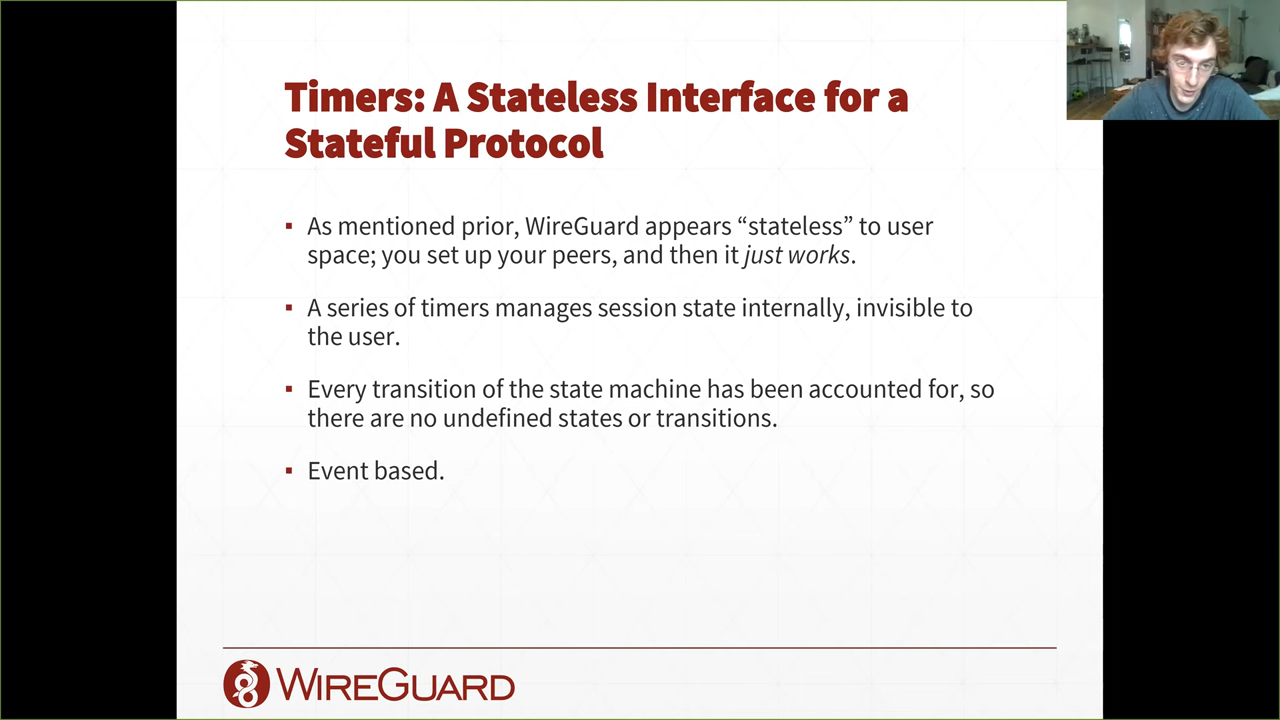 Timers: A Stateless Interface for a
Stateful Protocol
▪ As mentioned prior, WireGuard appears “stateless” to user
space; you set up your peers, and then it just works.
▪ A series of timers manages session state internally, invisible to
the user.
▪ Every transition of the state machine has been accounted for, so
there are no undefined states or transitions.
▪ Event based.
WIREGUARD